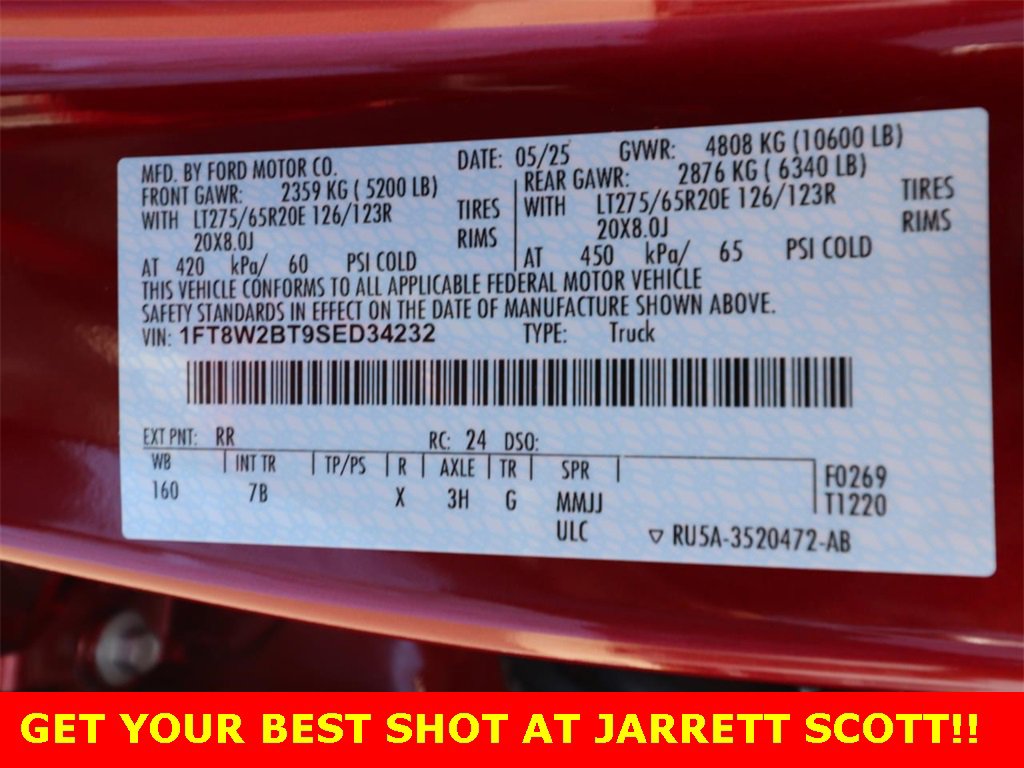 MFD. BY FORD MOTOR CO. DATE: 05/25 GVWR: 4808 KG (10600 LB)
FRONT GAWR: 2359 KG ( 5200 LB) REAR GAWR: 2876 KG ( 6340 LB)
WITH LT275/65R20E 126/123R TIRES WITH LT275/65R20E 126/123R TIRES
20X8.0J RIMS 20X8.0J RIMS
AT 420 kPa/ 60 PSI COLD AT 450 kPa/ 65 PSI COLD
THIS VEHICLE CONFORMS TO ALL APPLICABLE FEDERAL MOTOR VEHICLE
SAFETY STANDARDS IN EFFECT ON THE DATE OF MANUFACTURE SHOWN ABOVE.
VIN: 1FT8W2BT9SED34232 TYPE: Truck
EXT PNT: RR RC: 24 DSO:
WB INT TR TP/PS R AXLE TR SPR F0269
160 7B X 3H G MMJJ T1220
ULC ▽ RU5A-3520472-AB
GET YOUR BEST SHOT AT JARRETT SCOTT!!